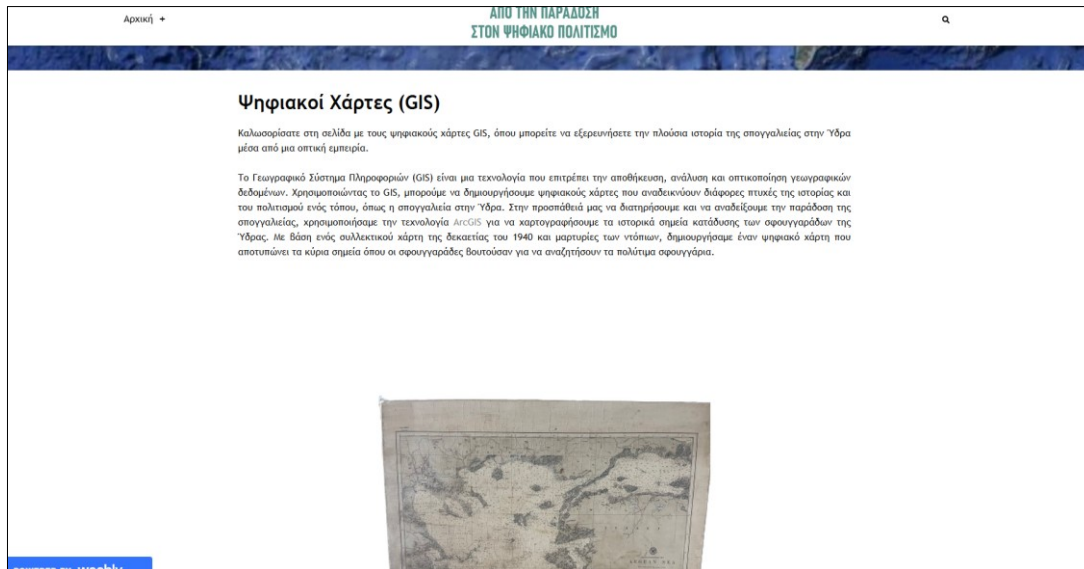 Αρχική +
ΑΠΟ ΤΗΝ ΠΑΡΑΔΟΣΗ
ΣΤΟΝ ΨΗΦΙΑΚΟ ΠΟΛΙΤΙΣΜΟ
Ψηφιακοί Χάρτες (GIS)
Καλωσορίσατε στη σελίδα με τους ψηφιακούς χάρτες GIS, όπου μπορείτε να εξερευνήσετε την πλούσια ιστορία της σπογγαλιείας στην Ύδρα
μέσα από μια οπτική εμπειρία.
Το Γεωγραφικό Σύστημα Πληροφοριών (GIS) είναι μια τεχνολογία που επιτρέπει την αποθήκευση, ανάλυση και οπτικοποίηση γεωγραφικών
δεδομένων. Χρησιμοποιώντας το GIS, μπορούμε να δημιουργήσουμε ψηφιακούς χάρτες που αναδεικνύουν διάφορες πτυχές της ιστορίας και
του πολιτισμού ενός τόπου, όπως η σπογγαλιεία στην Ύδρα. Στην προσπάθειά μας να διατηρήσουμε και να αναδείξουμε την παράδοση της
σπογγαλιείας, χρησιμοποιήσαμε την τεχνολογία ArcGIS για να χαρτογραφήσουμε τα ιστορικά σημεία κατάδυσης των σφουγγαράδων της
Ύδρας. Με βάση ενός συλλεκτικού χάρτη της δεκαετίας του 1940 και μαρτυρίες των ντόπιων, δημιουργήσαμε έναν ψηφιακό χάρτη που
αποτυπώνει τα κύρια σημεία όπου οι σφουγγαράδες βουτούσαν για να αναζητήσουν τα πολύτιμα σφουγγάρια.
AEGEAN SEA
POWERED BY weebly